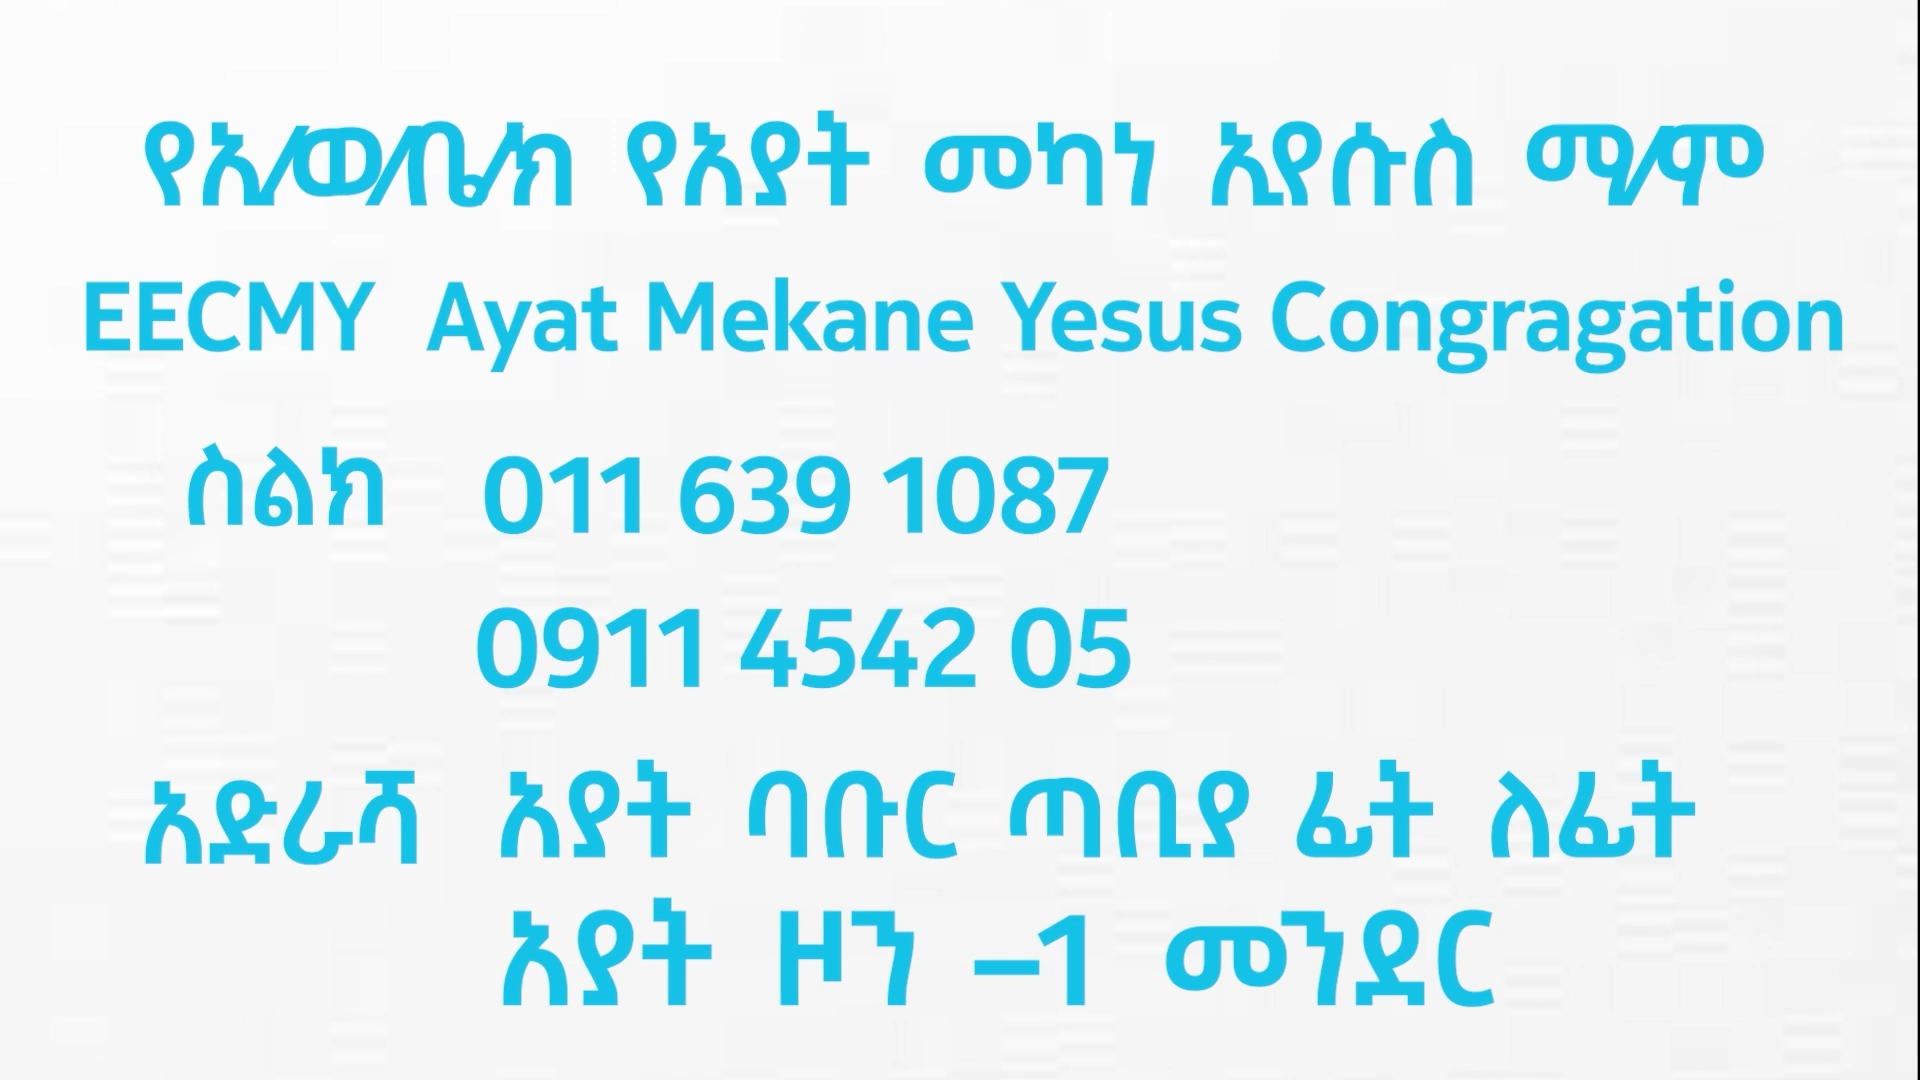 የኢ/ወ/ቤ/ክ የአያት መካነ ኢየሱስ ማ/ም
EECMY Ayat Mekane Yesus Congragation
ስልክ 011 639 1087
0911 4542 05
አድራሻ አያት ባቡር ጣቢያ ፊት ለፊት
አያት ዞን –1 መንደር